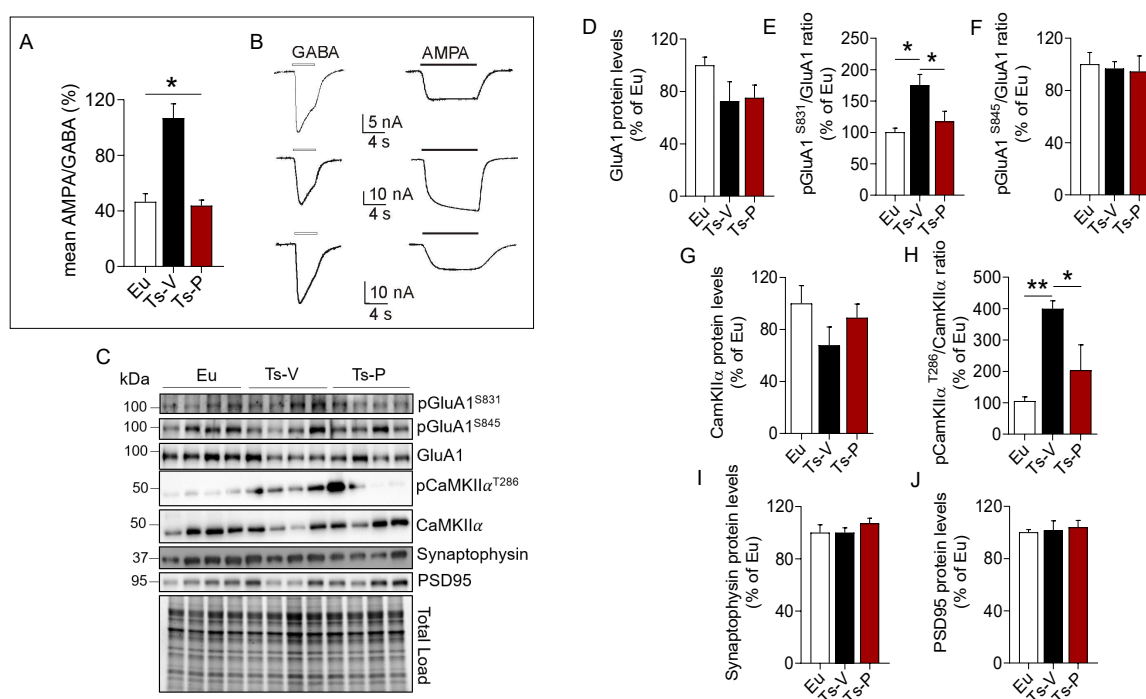 A
mean AMPA/GABA (%)
120
80
40
0
*
Eu
Ts-V
Ts-P
B
GABA
AMPA
5 nA
4 s
10 nA
4 s
10 nA
4 s
C
kDa
Eu
Ts-V
Ts-P
100
pGluA1S831
100
pGluA1S845
100
GluA1
50
pCaMKIIαT286
50
CaMKIIα
37
Synaptophysin
95
PSD95
Total Load
D
GluA1 protein levels
(% of Eu)
120
80
40
0
Eu
Ts-V
Ts-P
E
pGluA1 S831/GluA1 ratio
(% of Eu)
250
200
150
100
50
0
*
*
Eu
Ts-V
Ts-P
F
pGluA1 S845/GluA1 ratio
(% of Eu)
120
80
40
0
Eu
Ts-V
Ts-P
G
CamKIIα protein levels
(% of Eu)
120
80
40
0
Eu
Ts-V
Ts-P
H
pCamKIIα T286/CamKIIα ratio
(% of Eu)
500
400
300
200
100
0
**
*
Eu
Ts-V
Ts-P
I
Synaptophysin protein levels
(% of Eu)
120
80
40
0
Eu
Ts-V
Ts-P
J
PSD95 protein levels
(% of Eu)
120
80
40
0
Eu
Ts-V
Ts-P